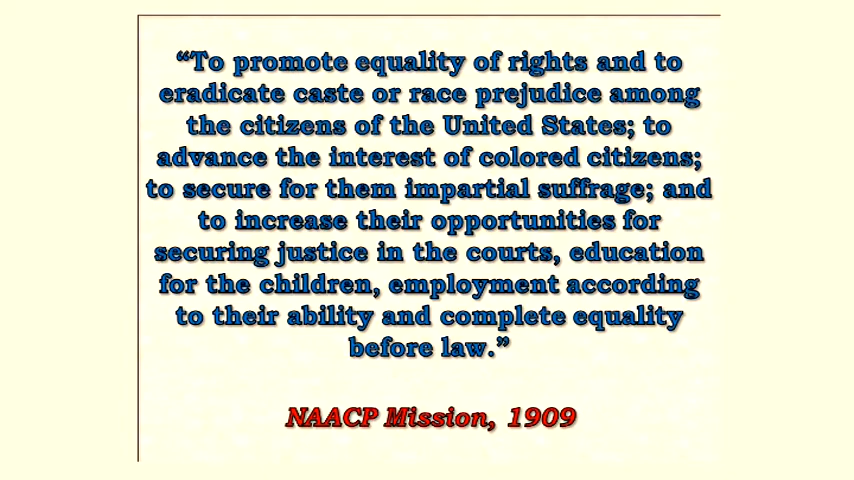 “To promote equality of rights and to
eradicate caste or race prejudice among
the citizens of the United States; to
advance the interest of colored citizens;
to secure for them impartial suffrage; and
to increase their opportunities for
securing justice in the courts, education
for the children, employment according
to their ability and complete equality
before law.”
NAACP Mission, 1909